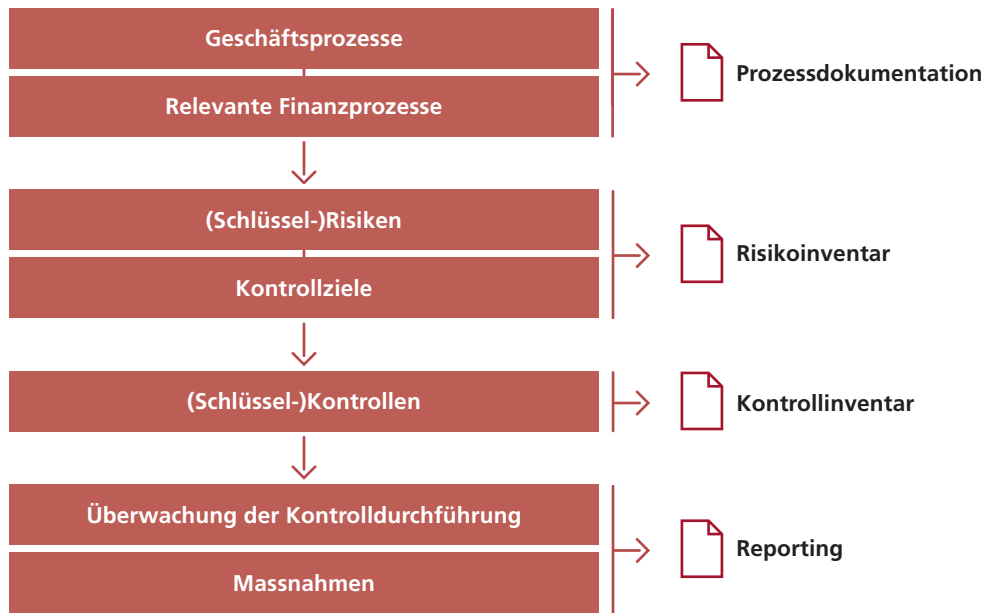 Geschäftsprozesse
Relevante Finanzprozesse
Prozessdokumentation
(Schlüssel-)Risiken
Kontrollziele
Risikoinventar
(Schlüssel-)Kontrollen
Kontrollinventar
Überwachung der Kontrolldurchführung
Massnahmen
Reporting